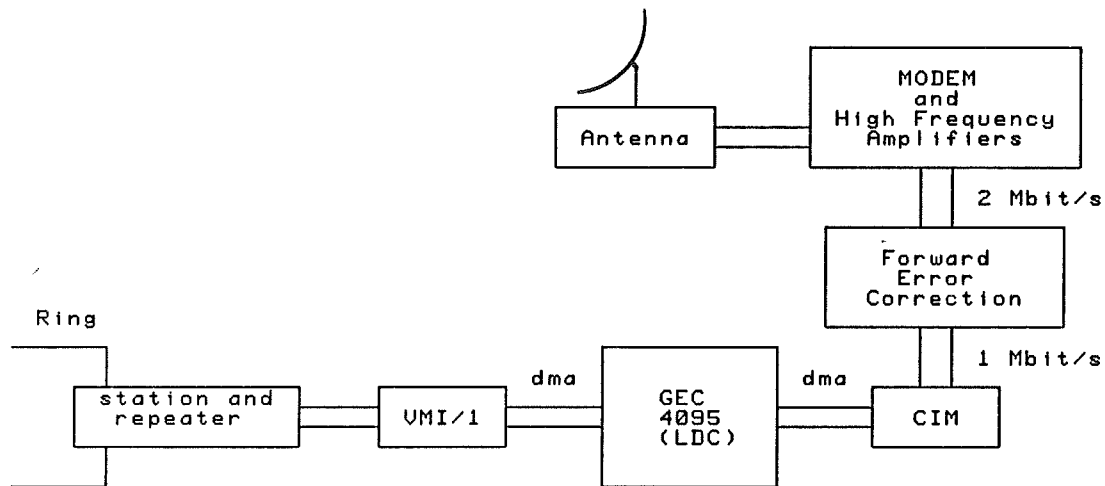 MODEM
and
High Frequency
Amplifiers
Antenna
2 Mbit/s
Forward
Error
Correction
Ring
1 Mbit/s
dma
dma
station and
repeater
VMI/1
GEC
4095
(LDC)
CIM